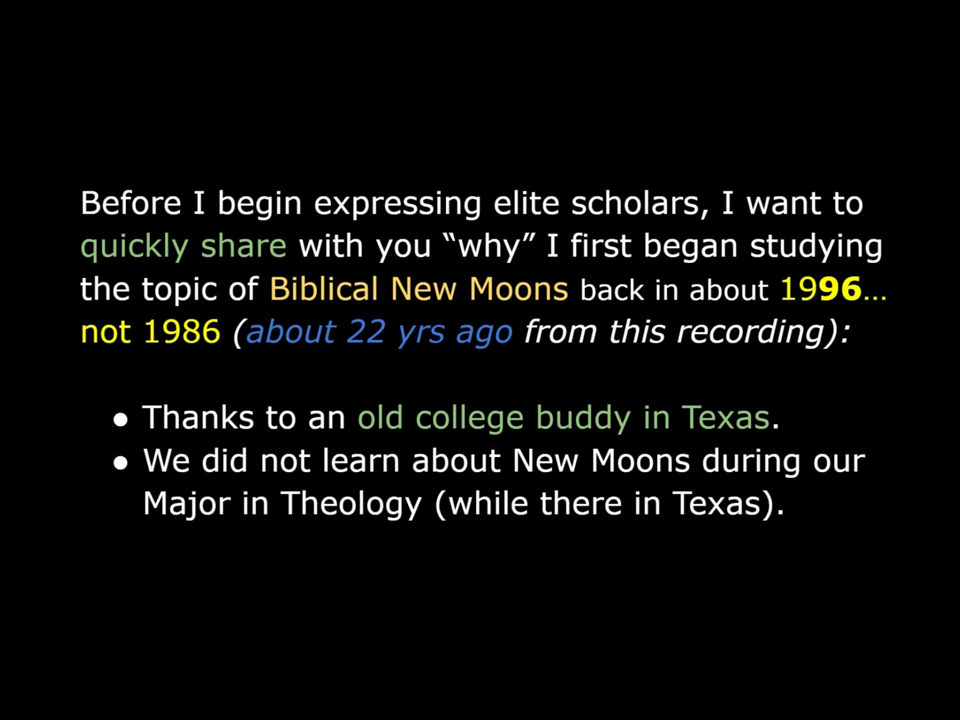 Before I begin expressing elite scholars, I want to
quickly share with you “why” I first began studying
the topic of Biblical New Moons back in about 1996…
not 1986 (about 22 yrs ago from this recording):
● Thanks to an old college buddy in Texas.
● We did not learn about New Moons during our
Major in Theology (while there in Texas).